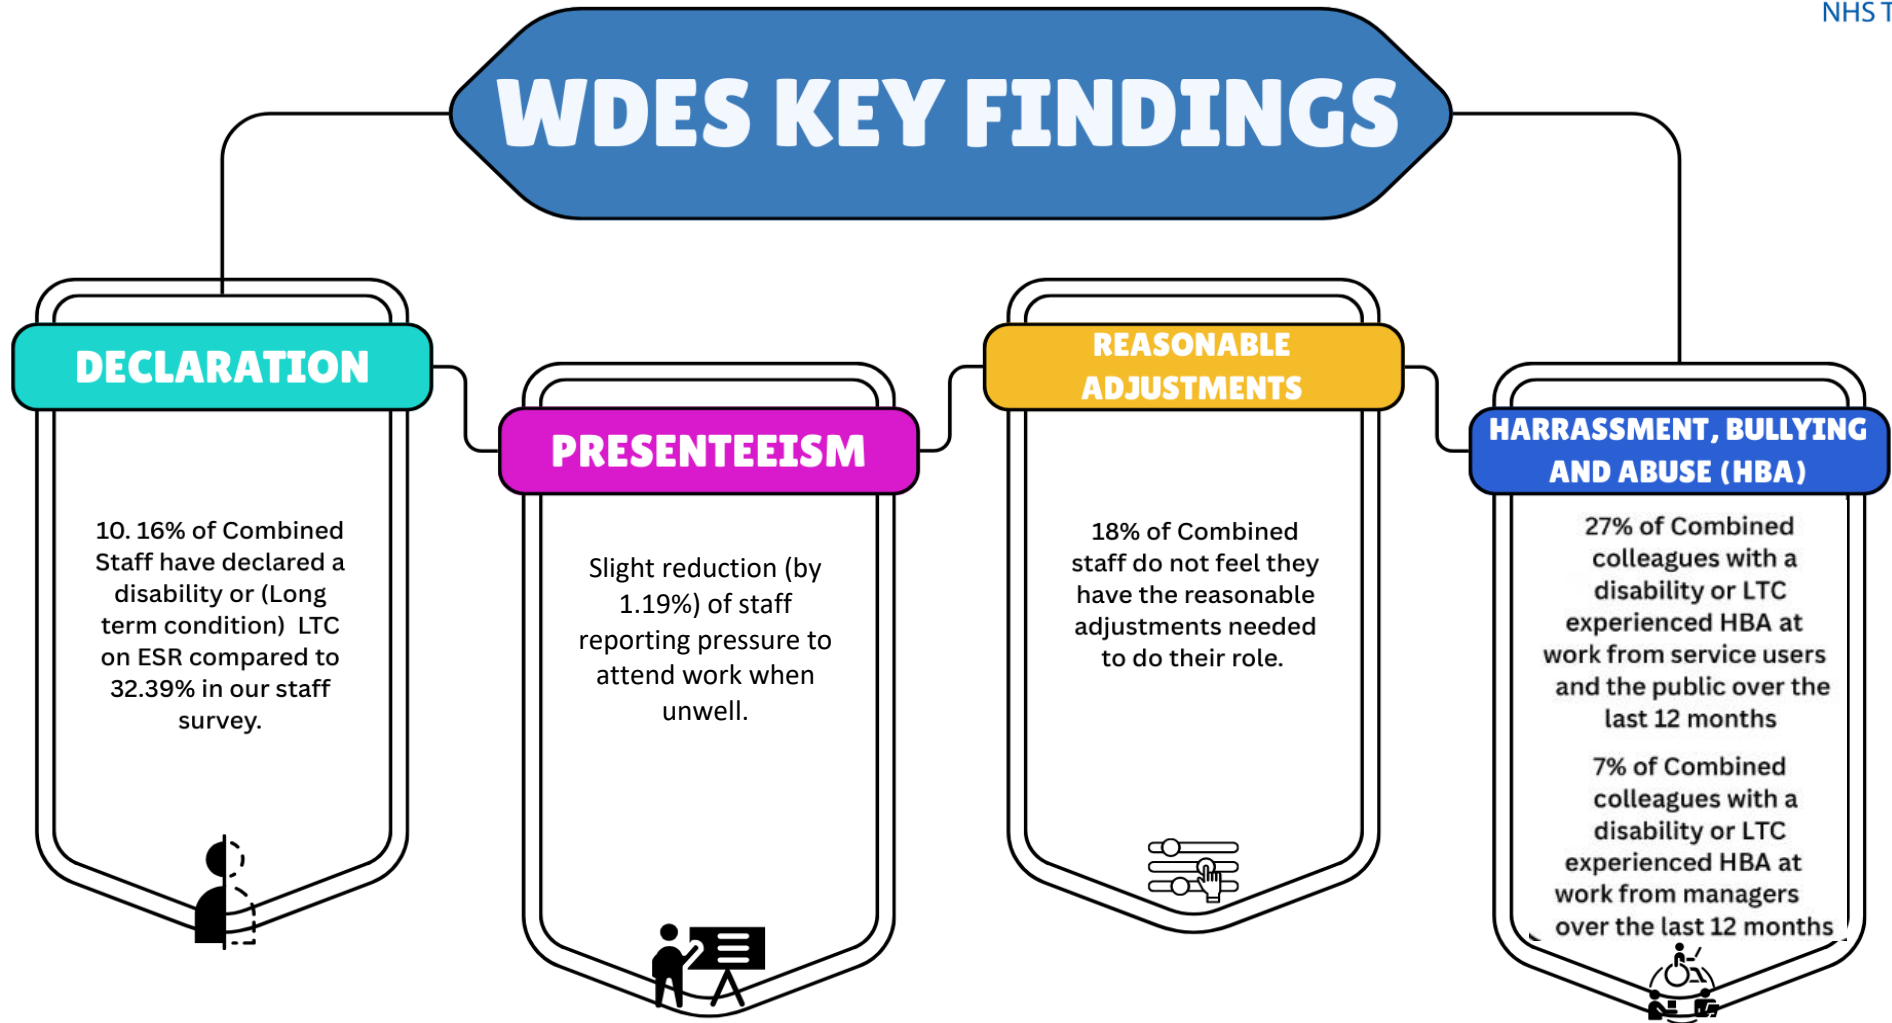 NHS T
WDES KEY FINDINGS
DECLARATION
10. 16% of Combined
Staff have declared a
disability or (Long
term condition)  LTC
on ESR compared to
32.39% in our staff
survey.
PRESENTEEISM
Slight reduction (by
1.19%) of staff
reporting pressure to
attend work when
unwell.
REASONABLE
ADJUSTMENTS
18% of Combined
staff do not feel they
have the reasonable
adjustments needed
to do their role.
HARRASSMENT, BULLYING
AND ABUSE (HBA)
27% of Combined
colleagues with a
disability or LTC
experienced HBA at
work from service users
and the public over the
last 12 months
7% of Combined
colleagues with a
disability or LTC
experienced HBA at
work from managers
over the last 12 months